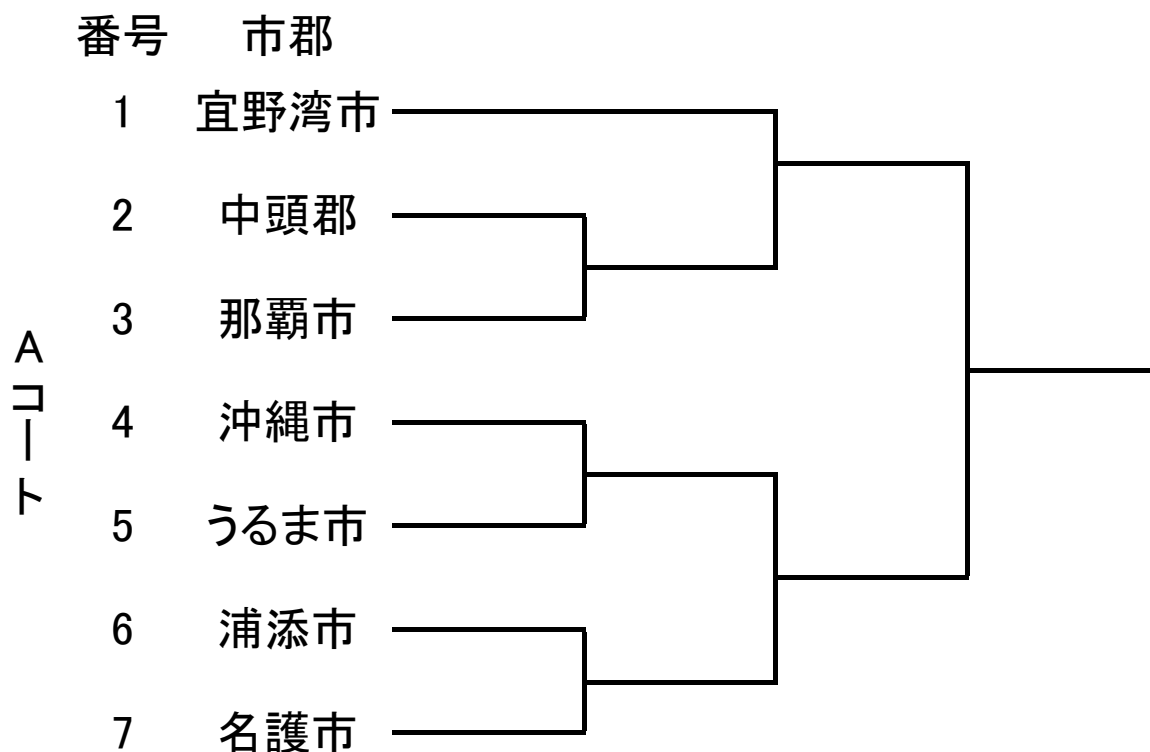 番号 市郡
1 宜野湾市
2 中頭郡
3 那覇市
Aコート
4 沖縄市
5 うるま市
6 浦添市
7 名護市